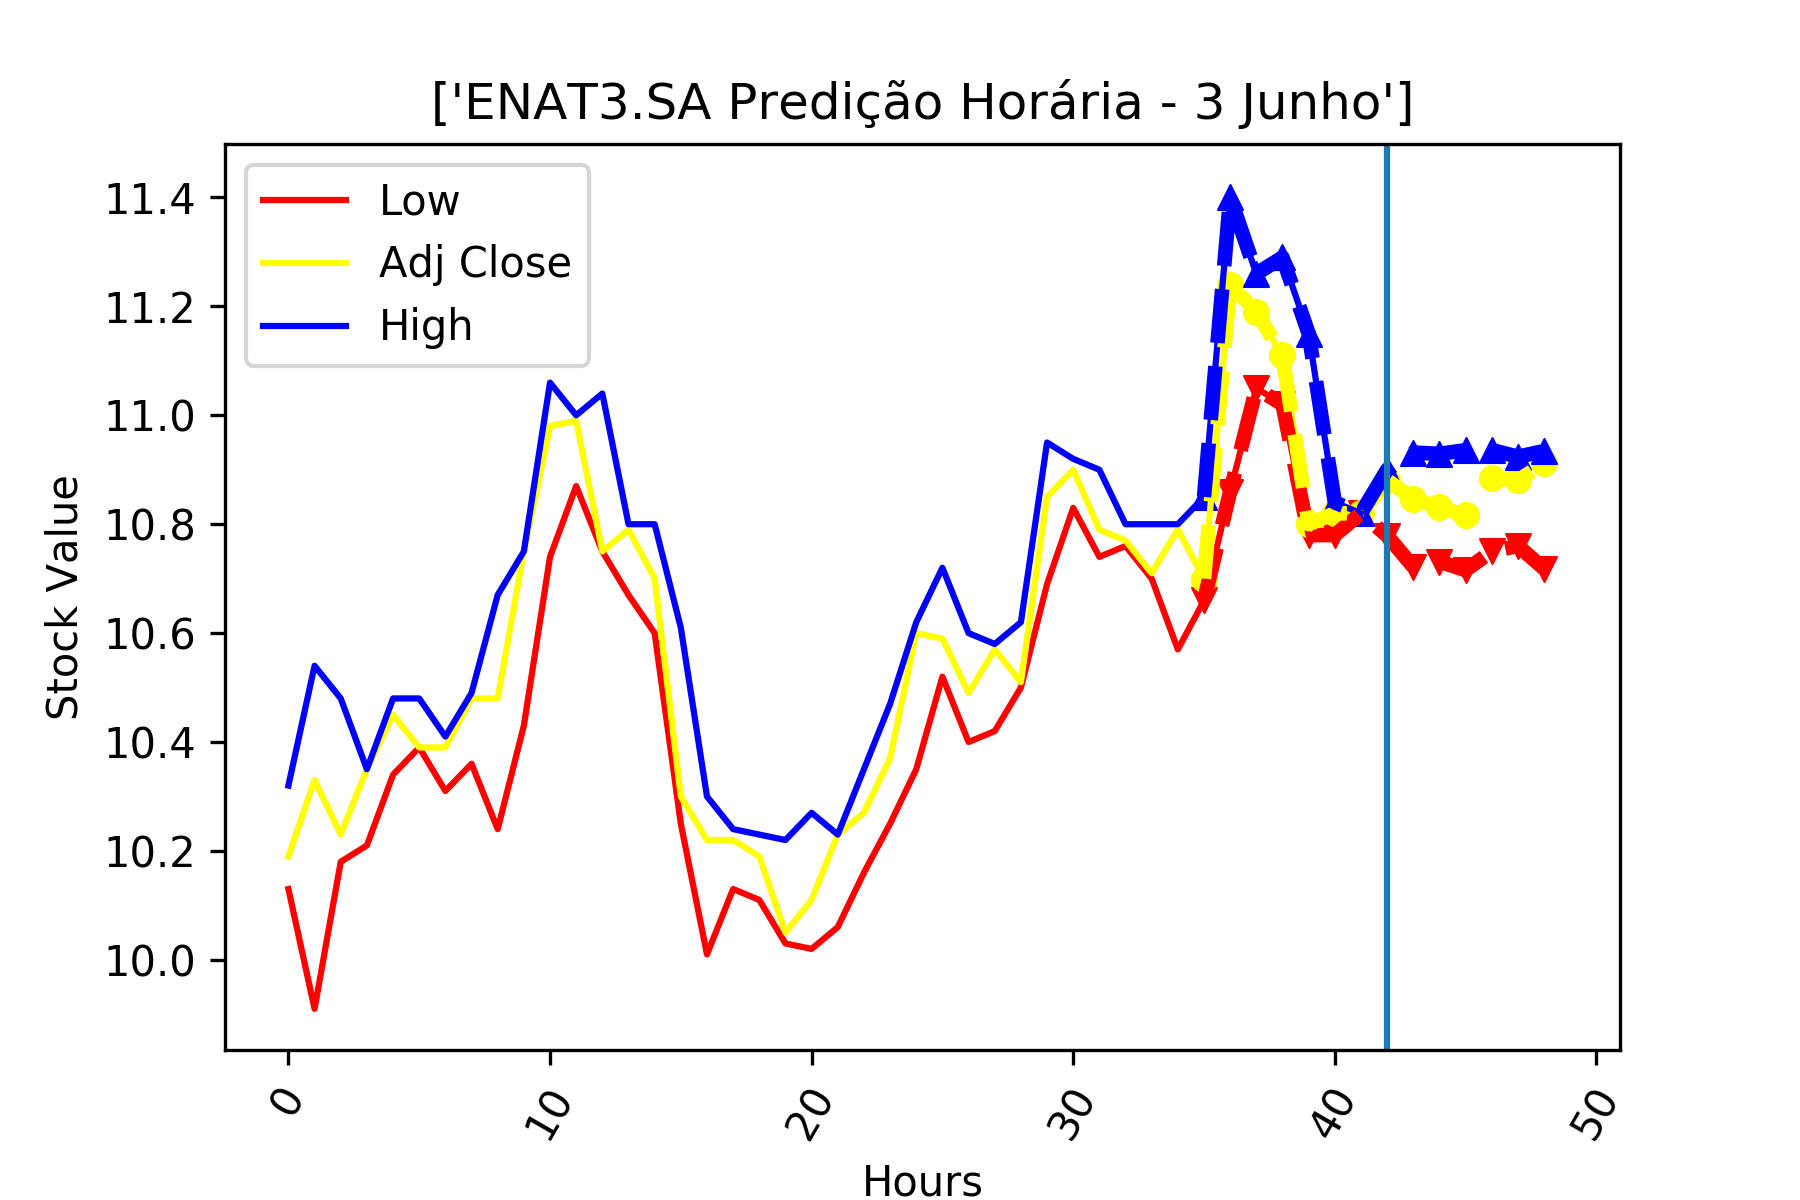 ['ENAT3.SA Predição Horária - 3 Junho']
Low
Adj Close
High
11.4
11.2
11.0
10.8
10.6
10.4
10.2
10.0
Stock Value
0
10
20
30
40
50
Hours